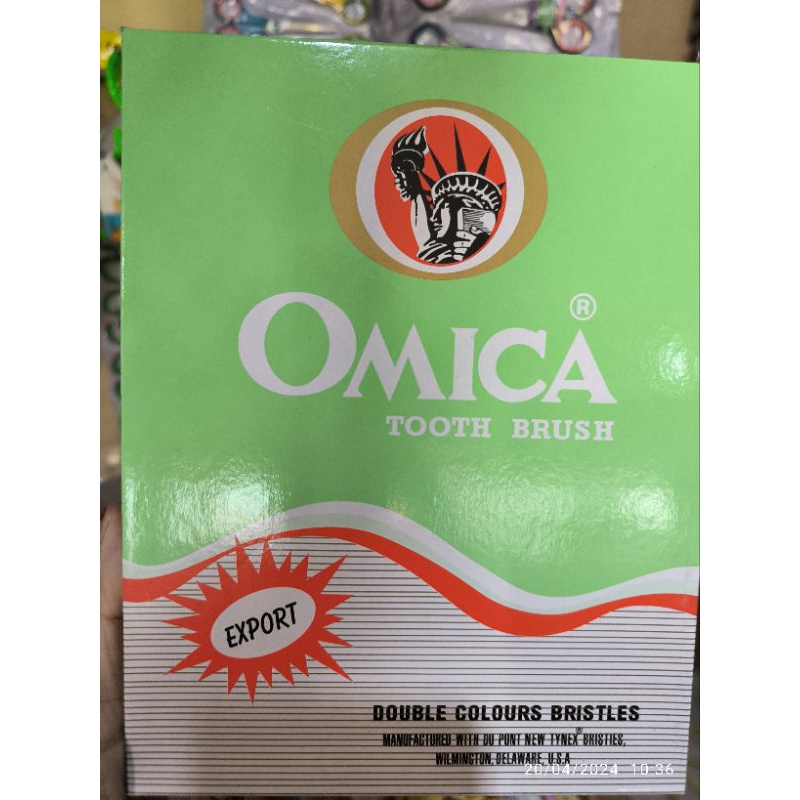 OMICA®
TOOTH BRUSH
EXPORT
DOUBLE COLOURS BRISTLES
MANUFACTURED WITH DU PONT NEW TYNEX® BRISTIES,
WILMINGTON, DELAWARE, U.S.A
20/04/2024 10:36